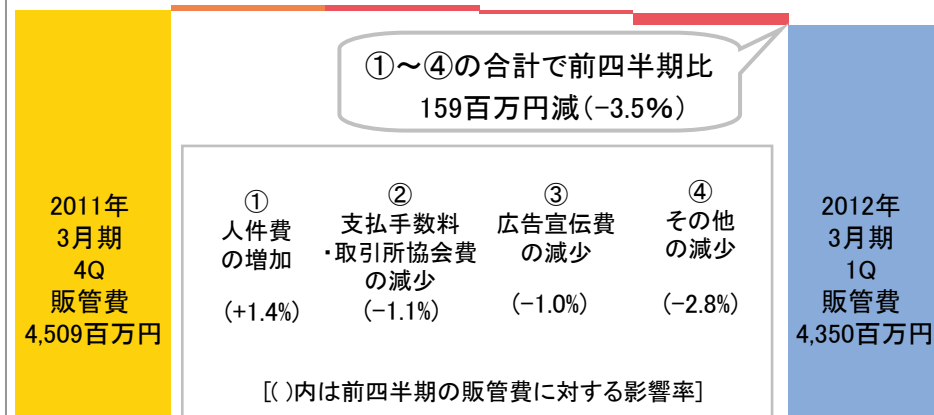 ①～④の合計で前四半期比
159百万円減(-3.5%)
2011年
3月期
4Q
販管費
4,509百万円
①
人件費
の増加
(+1.4%)
②
支払手数料
・取引所協会費
の減少
(-1.1%)
③
広告宣伝費
の減少
(-1.0%)
④
その他
の減少
(-2.8%)
[( )内は前四半期の販管費に対する影響率]
2012年
3月期
1Q
販管費
4,350百万円